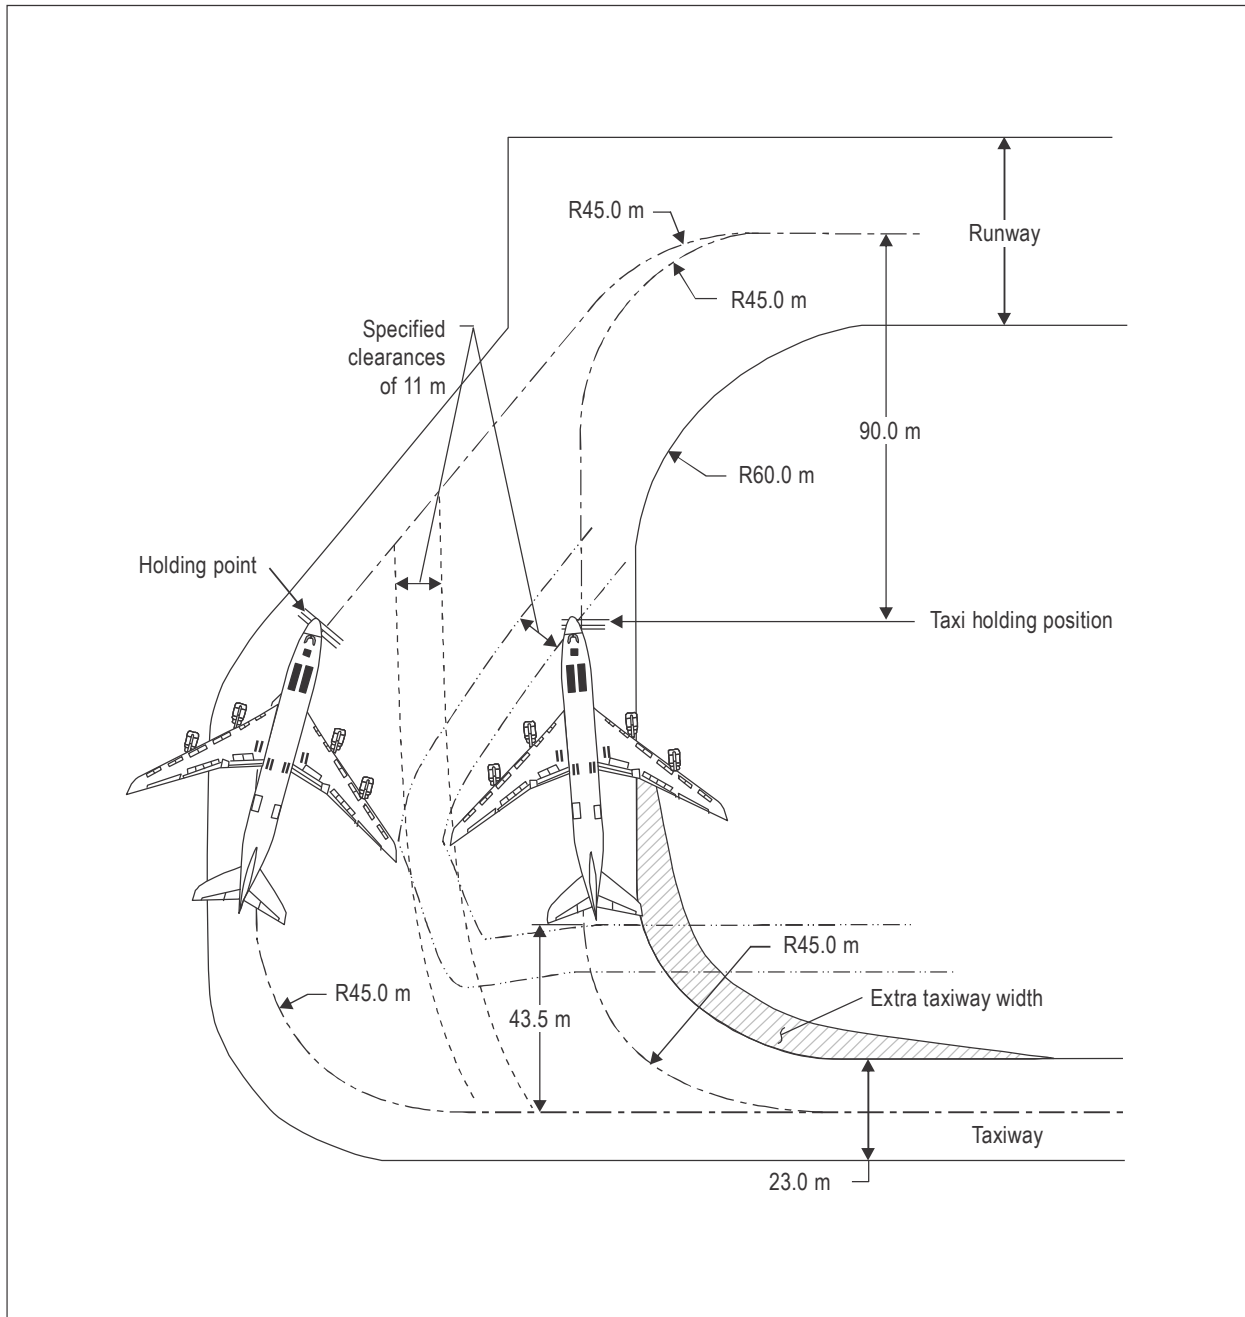 R45.0 m
Runway
R45.0 m
Specified
clearances
of 11 m
90.0 m
R60.0 m
Holding point
Taxi holding position
R45.0 m
R45.0 m
Extra taxiway width
43.5 m
Taxiway
23.0 m